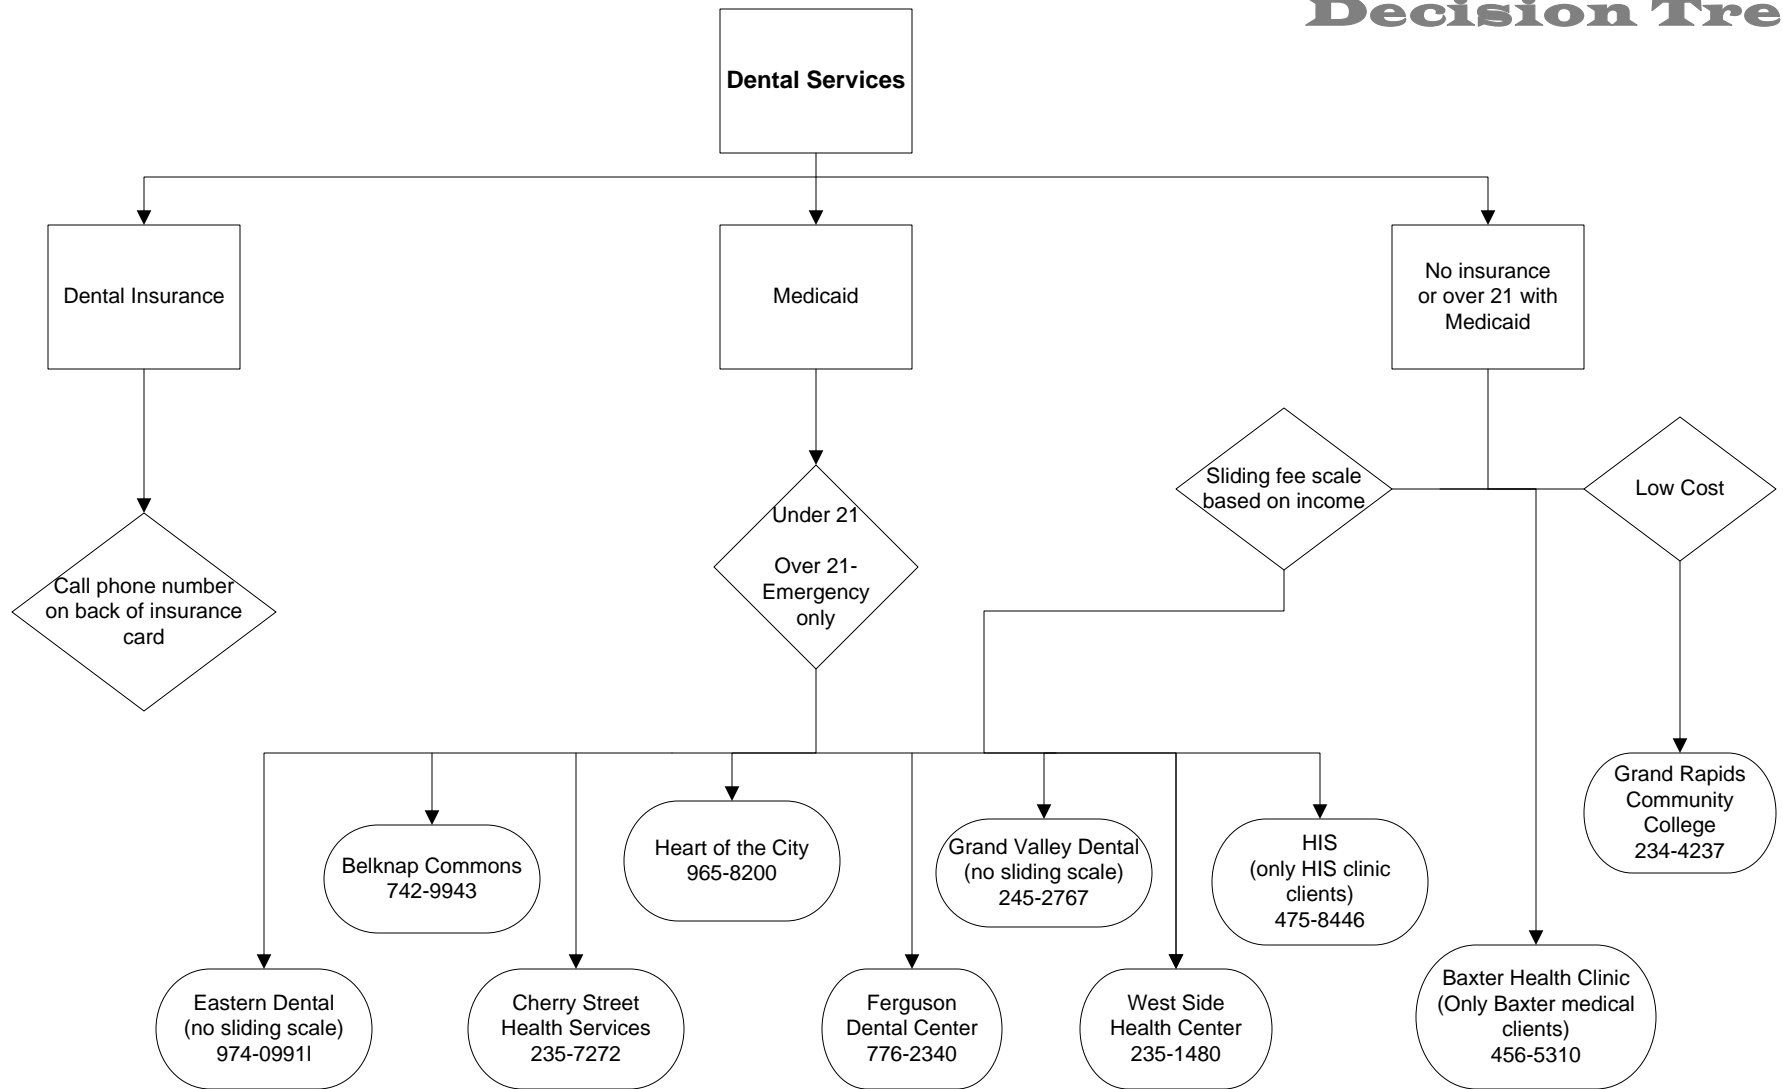 Decision Tre
Dental Services
Dental Insurance
Medicaid
No insurance
or over 21 with
Medicaid
Call phone number
on back of insurance
card
Under 21
Over 21-
Emergency
only
Sliding fee scale
based on income
Low Cost
Eastern Dental
(no sliding scale)
974-0991l
Belknap Commons
742-9943
Cherry Street
Health Services
235-7272
Heart of the City
965-8200
Ferguson
Dental Center
776-2340
Grand Valley Dental
(no sliding scale)
245-2767
West Side
Health Center
235-1480
HIS
(only HIS clinic
clients)
475-8446
Baxter Health Clinic
(Only Baxter medical
clients)
456-5310
Grand Rapids
Community
College
234-4237